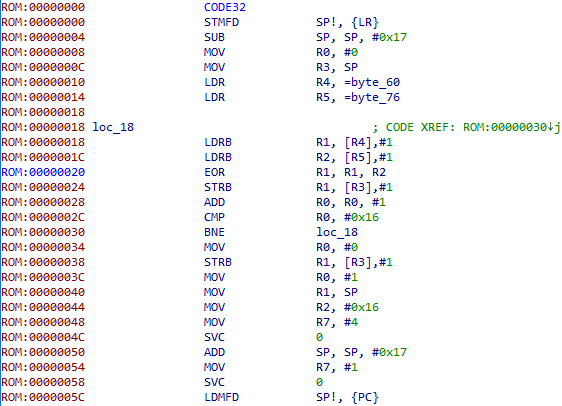 ROM:00000000 CODE32
ROM:00000000 STMFD SP!, {LR}
ROM:00000004 SUB SP, SP, #0x17
ROM:00000008 MOV R0, #0
ROM:0000000C MOV R3, SP
ROM:00000010 LDR R4, =byte_60
ROM:00000014 LDR R5, =byte_76
ROM:00000018
ROM:00000018 loc_18 ; CODE XREF: ROM:00000030↓j
ROM:00000018 LDRB R1, [R4],#1
ROM:0000001C LDRB R2, [R5],#1
ROM:00000020 EOR R1, R1, R2
ROM:00000024 STRB R1, [R3],#1
ROM:00000028 ADD R0, R0, #1
ROM:0000002C CMP R0, #0x16
ROM:00000030 BNE loc_18
ROM:00000034 MOV R0, #0
ROM:00000038 STRB R1, [R3],#1
ROM:0000003C MOV R0, #1
ROM:00000040 MOV R1, SP
ROM:00000044 MOV R2, #0x16
ROM:00000048 MOV R7, #4
ROM:0000004C SVC 0
ROM:00000050 ADD SP, SP, #0x17
ROM:00000054 MOV R7, #1
ROM:00000058 SVC 0
ROM:0000005C LDMFD SP!, {PC}